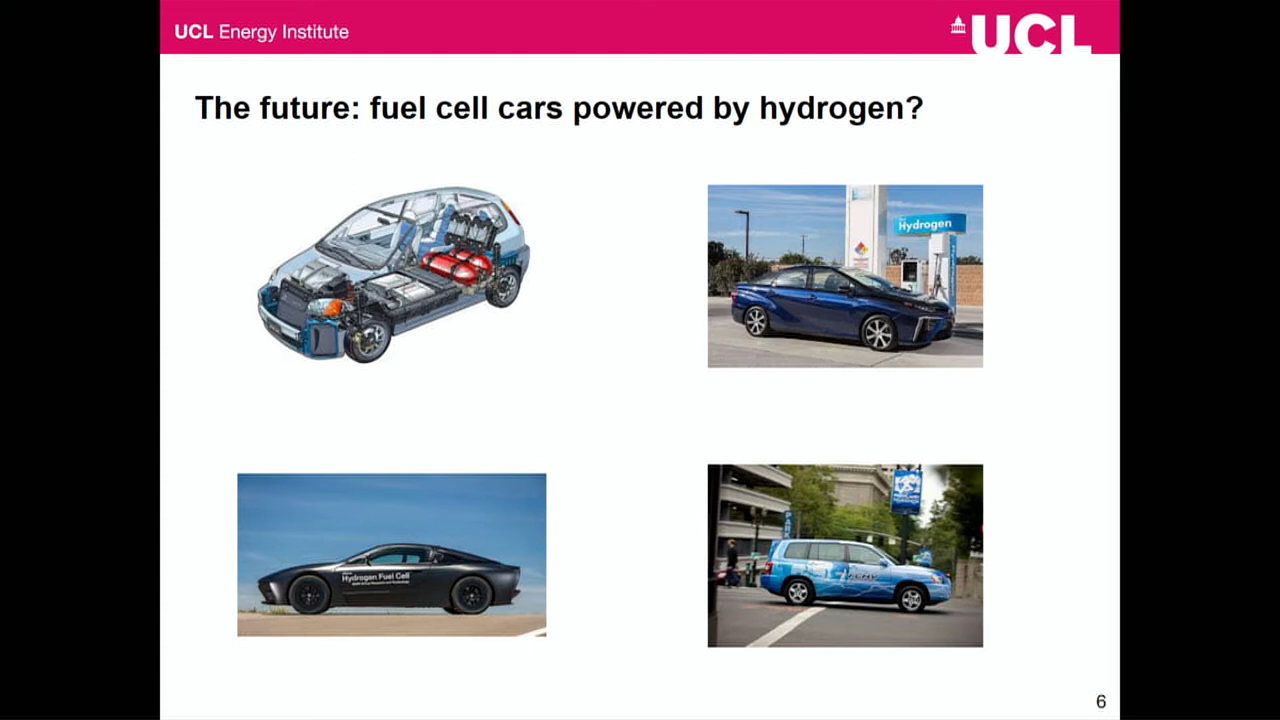 UCL Energy Institute
UCL
The future: fuel cell cars powered by hydrogen?
Hydrogen
Hydrogen Fuel Cell
6